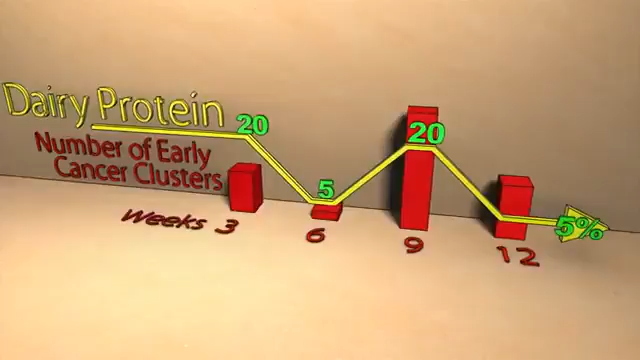 Dairy Protein
20
5
20
5%
Number of Early
Cancer Clusters
Weeks 3 6 9 12